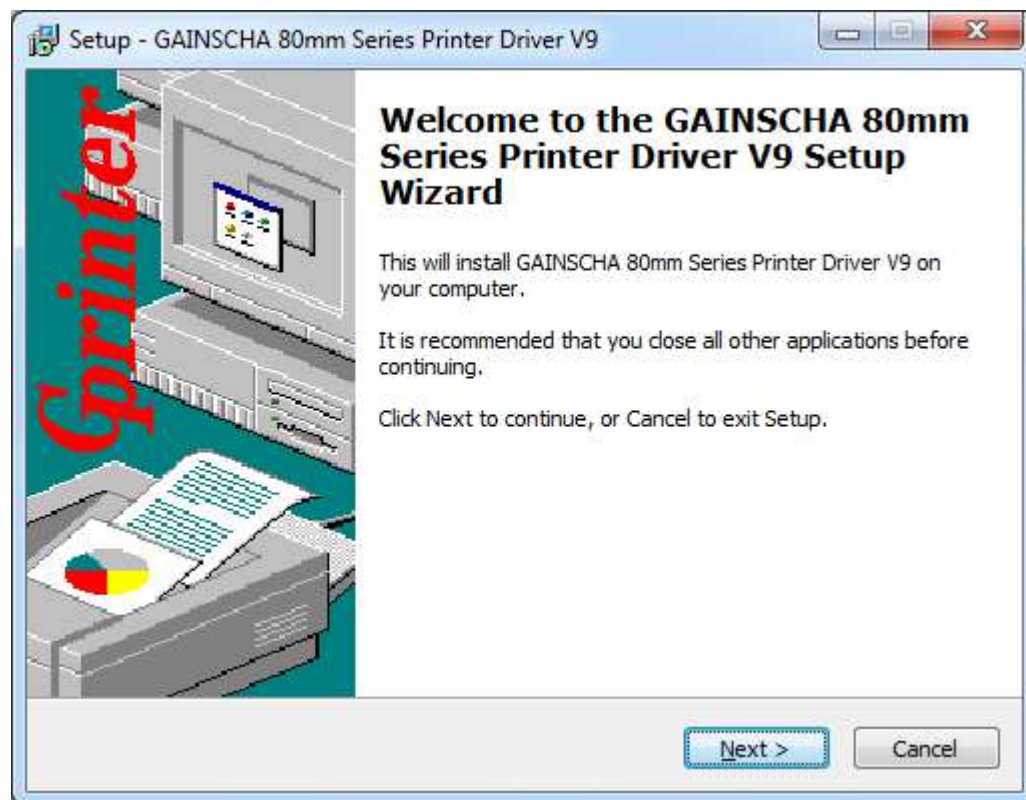 Setup - GAINSCHA 80mm Series Printer Driver V9
Gprinter
Welcome to the GAINSCHA 80mm
Series Printer Driver V9 Setup
Wizard
This will install GAINSCHA 80mm Series Printer Driver V9 on
your computer.
It is recommended that you close all other applications before
continuing.
Click Next to continue, or Cancel to exit Setup.
Next >
Cancel